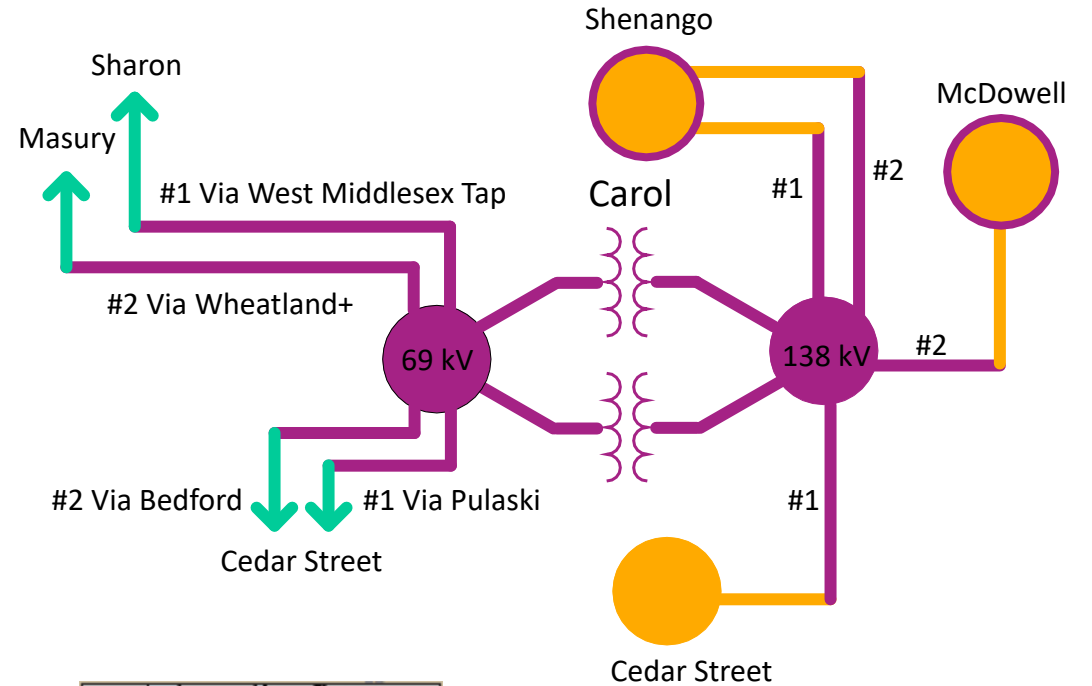 Shenango
Sharon
McDowell
Masury
#1 Via West Middlesex Tap
#1
#2
Carol
#2 Via Wheatland+
69 kV
138 kV
#2
#2 Via Bedford
#1 Via Pulaski
#1
Cedar Street
Cedar Street